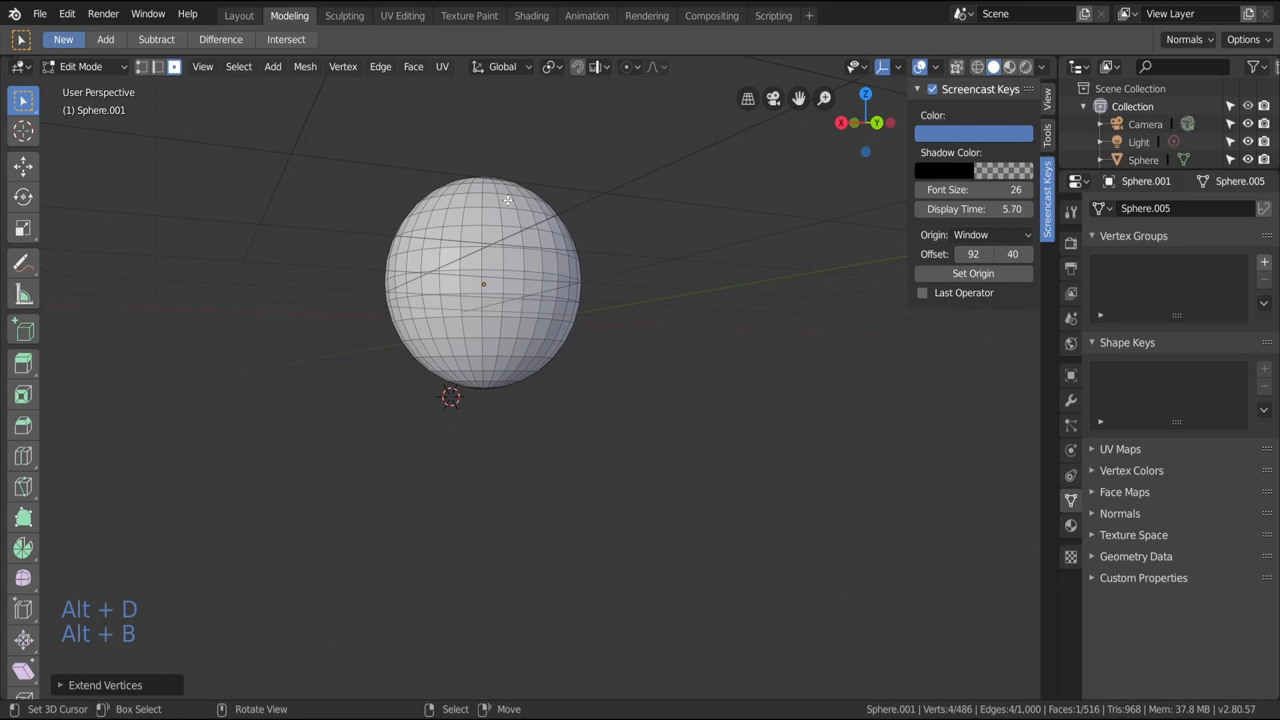 File Edit Render Window Help Layout Modeling Sculpting UV Editing Texture Paint Shading Animation Rendering Compositing Scripting + Scene View Layer
New Add Subtract Difference Intersect Normals Options
Edit Mode View Select Add Mesh Vertex Edge Face UV Global
User Perspective
(1) Sphere.001
X Y Z
Screencast Keys
Color:
Shadow Color:
Font Size: 26
Display Time: 5.70
Origin: Window
Offset: 92 40
Set Origin
Last Operator
View
Tools
Screencast Keys
Scene Collection
Collection
Camera
Light
Sphere
Sphere.001 Sphere.005
Sphere.005
Vertex Groups
Shape Keys
UV Maps
Vertex Colors
Face Maps
Normals
Texture Space
Geometry Data
Custom Properties
Alt + D
Alt + B
Extend Vertices
Set 3D Cursor Box Select Rotate View Select Move Sphere.001 | Verts:4/486 | Edges:4/1,000 | Faces:1/516 | Tris:968 | Mem: 37.8 MB | v2.80.57